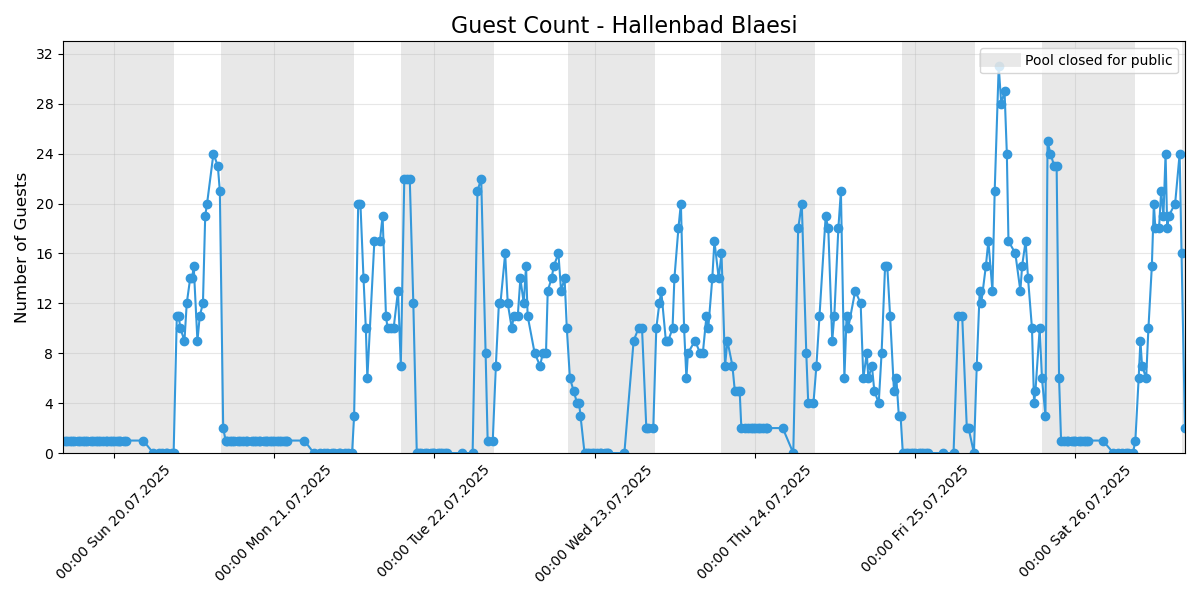 Guest Count - Hallenbad Blaesi
Pool closed for public
Number of Guests
32
28
24
20
16
12
8
4
0
00:00 Sun 20.07.2025
00:00 Mon 21.07.2025
00:00 Tue 22.07.2025
00:00 Wed 23.07.2025
00:00 Thu 24.07.2025
00:00 Fri 25.07.2025
00:00 Sat 26.07.2025